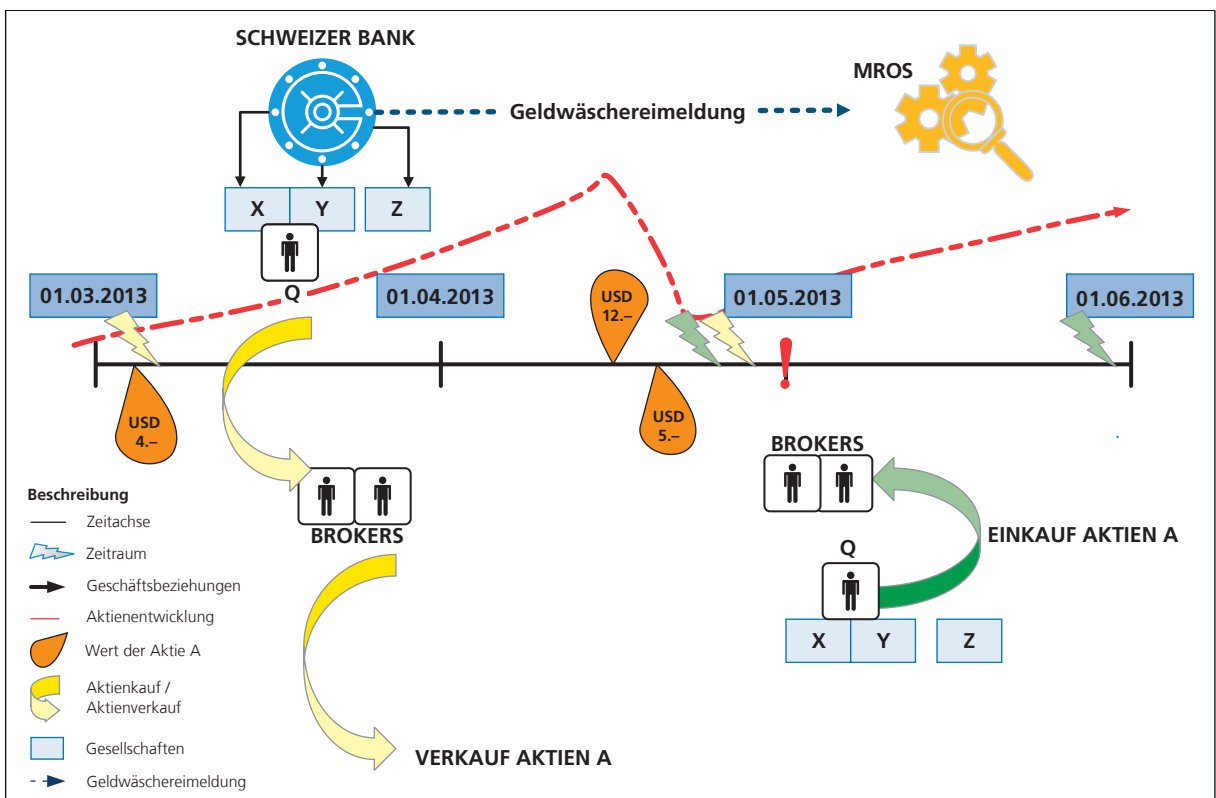 SCHWEIZER BANK
MROS
Geldwäschereimeldung
X Y Z
Q
01.03.2013
01.04.2013
01.05.2013
01.06.2013
USD
12.–
USD
4.–
USD
5.–
BROKERS
BROKERS
EINKAUF AKTIEN A
Q
X Y Z
VERKAUF AKTIEN A
Beschreibung
Zeitachse
Zeitraum
Geschäftsbeziehungen
Aktienentwicklung
Wert der Aktie A
Aktienkauf /
Aktienverkauf
Gesellschaften
Geldwäschereimeldung